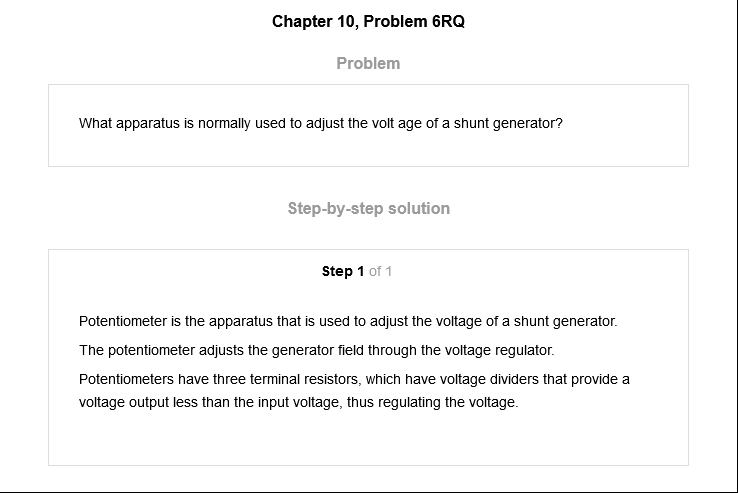 Chapter 10, Problem 6RQ
Problem
What apparatus is normally used to adjust the volt age of a shunt generator?
Step-by-step solution
Step 1 of 1
Potentiometer is the apparatus that is used to adjust the voltage of a shunt generator.
The potentiometer adjusts the generator field through the voltage regulator.
Potentiometers have three terminal resistors, which have voltage dividers that provide a
voltage output less than the input voltage, thus regulating the voltage.